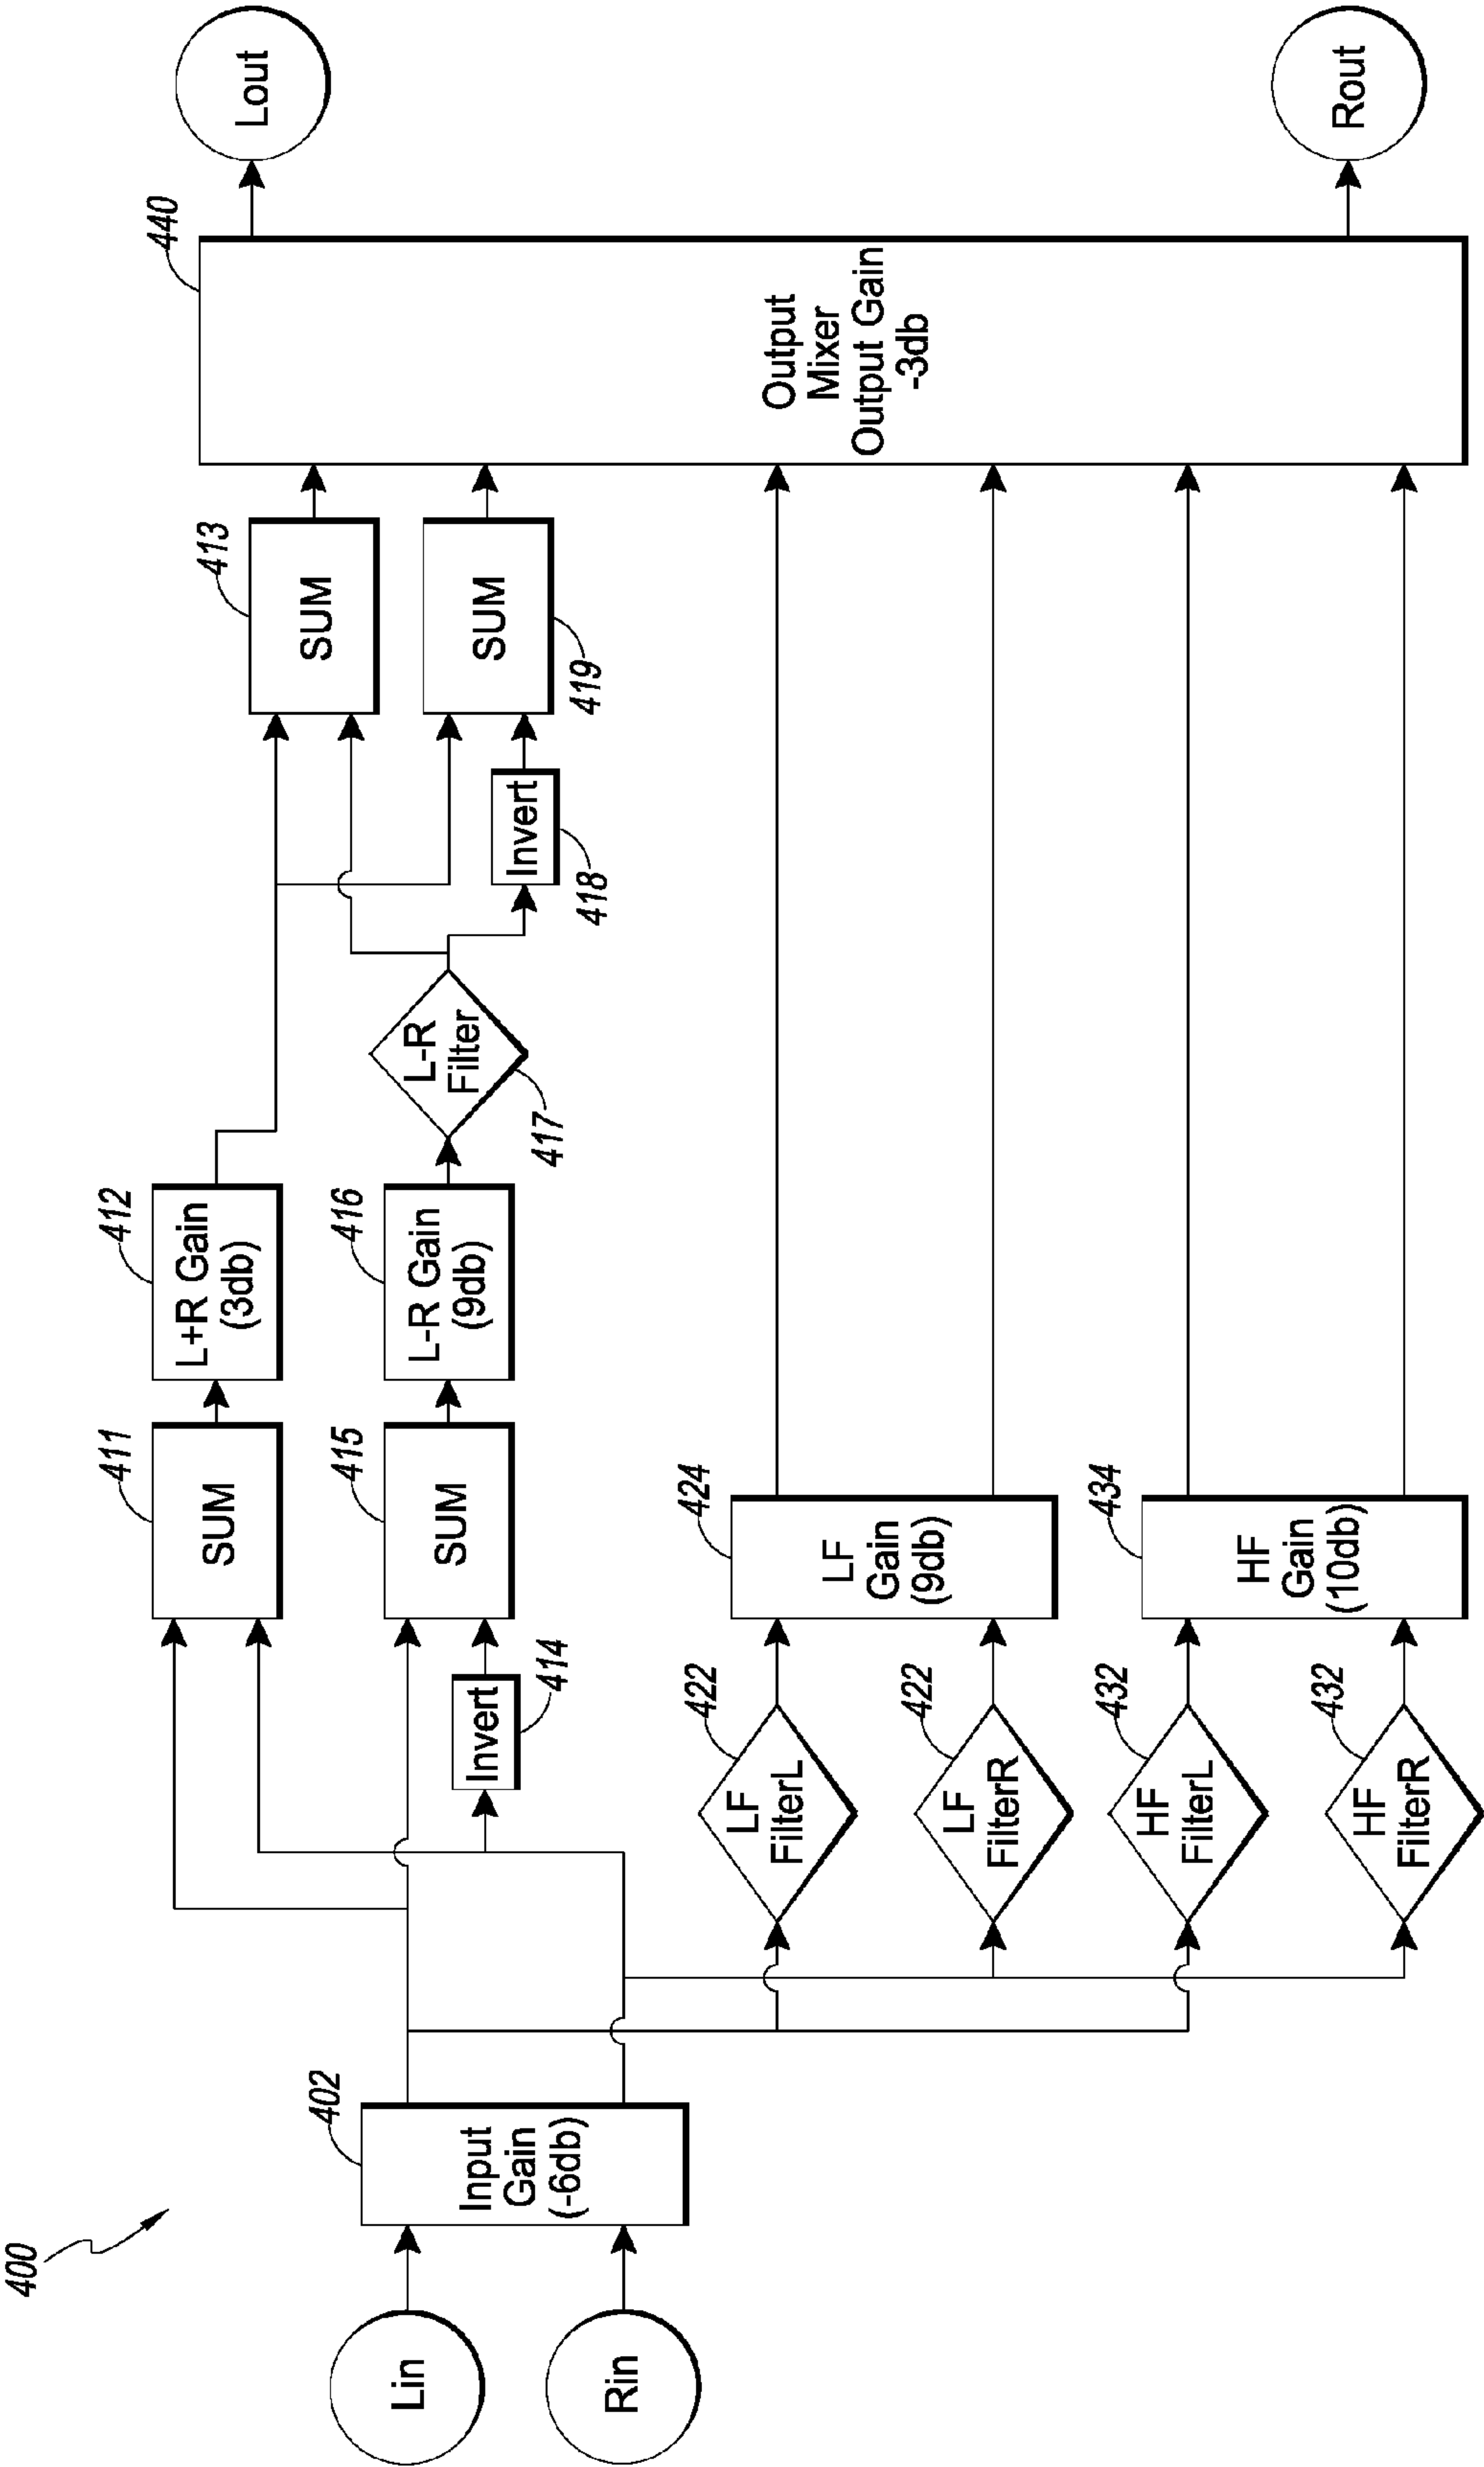 400
Lin
Rin
402
Input
Gain
(-6db)
411
SUM
412
L+R Gain
(3db)
413
SUM
414
Invert
415
SUM
416
L-R Gain
(9db)
417
L-R
Filter
418
Invert
419
SUM
422
LF
FilterL
422
LF
FilterR
424
LF
Gain
(9db)
432
HF
FilterL
432
HF
FilterR
434
HF
Gain
(10db)
440
Output
Mixer
Output Gain
-3db
Lout
Rout